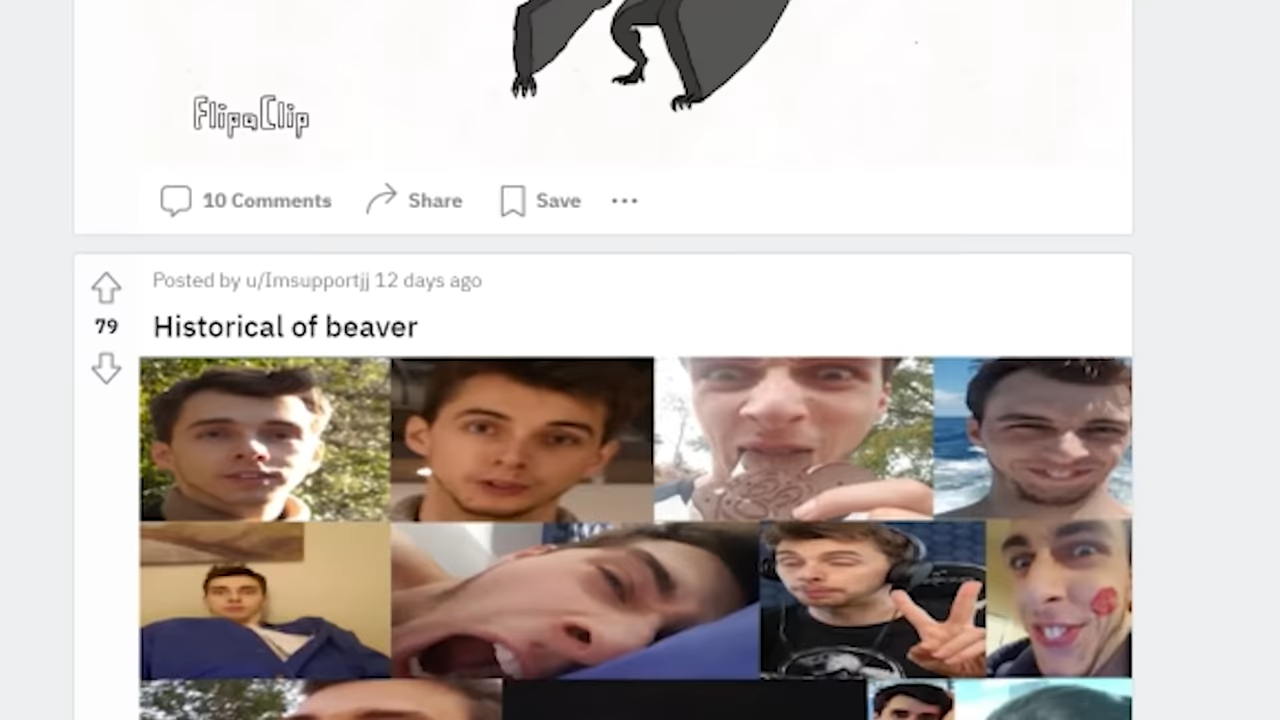 FlipaClip
10 Comments Share Save
Posted by u/Imsupportjj 12 days ago
79
Historical of beaver